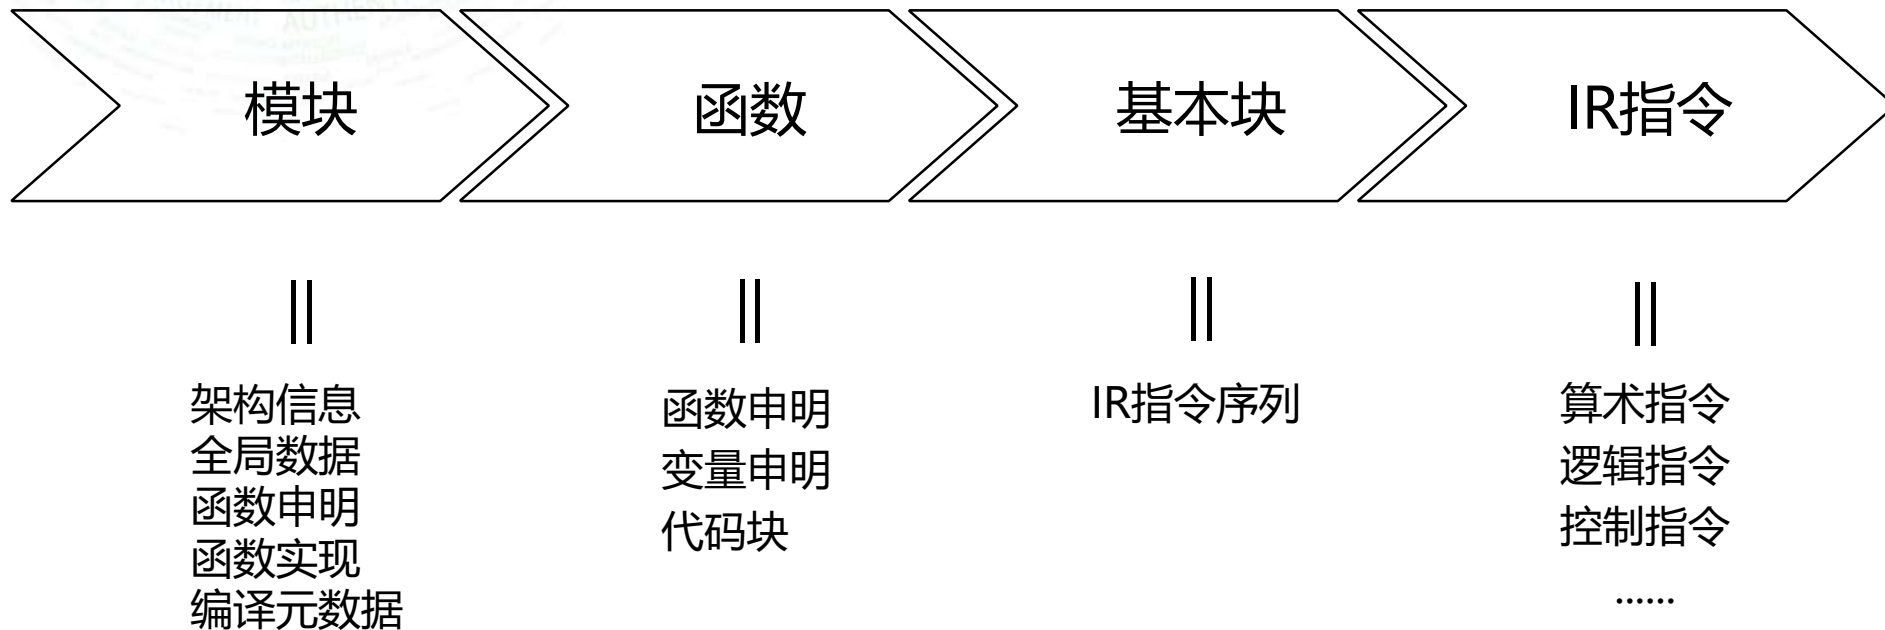 模块
函数
基本块
IR指令
架构信息
全局数据
函数申明
函数实现
编译元数据
函数申明
变量申明
代码块
IR指令序列
算术指令
逻辑指令
控制指令
……